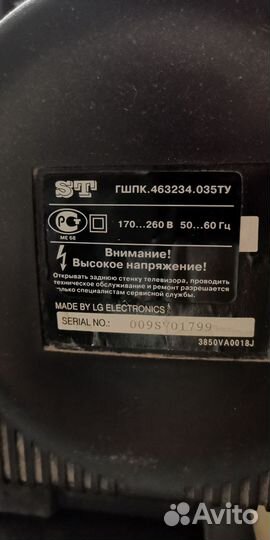 ST
ГШПК.463234.035ТУ
РСТ
МЕ 68
170...260 В 50...60 Гц
Внимание!
Высокое напряжение!
Открывать заднюю стенку телевизора, проводить
техническое обслуживание и ремонт разрешается
только специалистам сервисной службы.
MADE BY LG ELECTRONICS
SERIAL NO.: 009SY01799
3850VA0018J
Avito